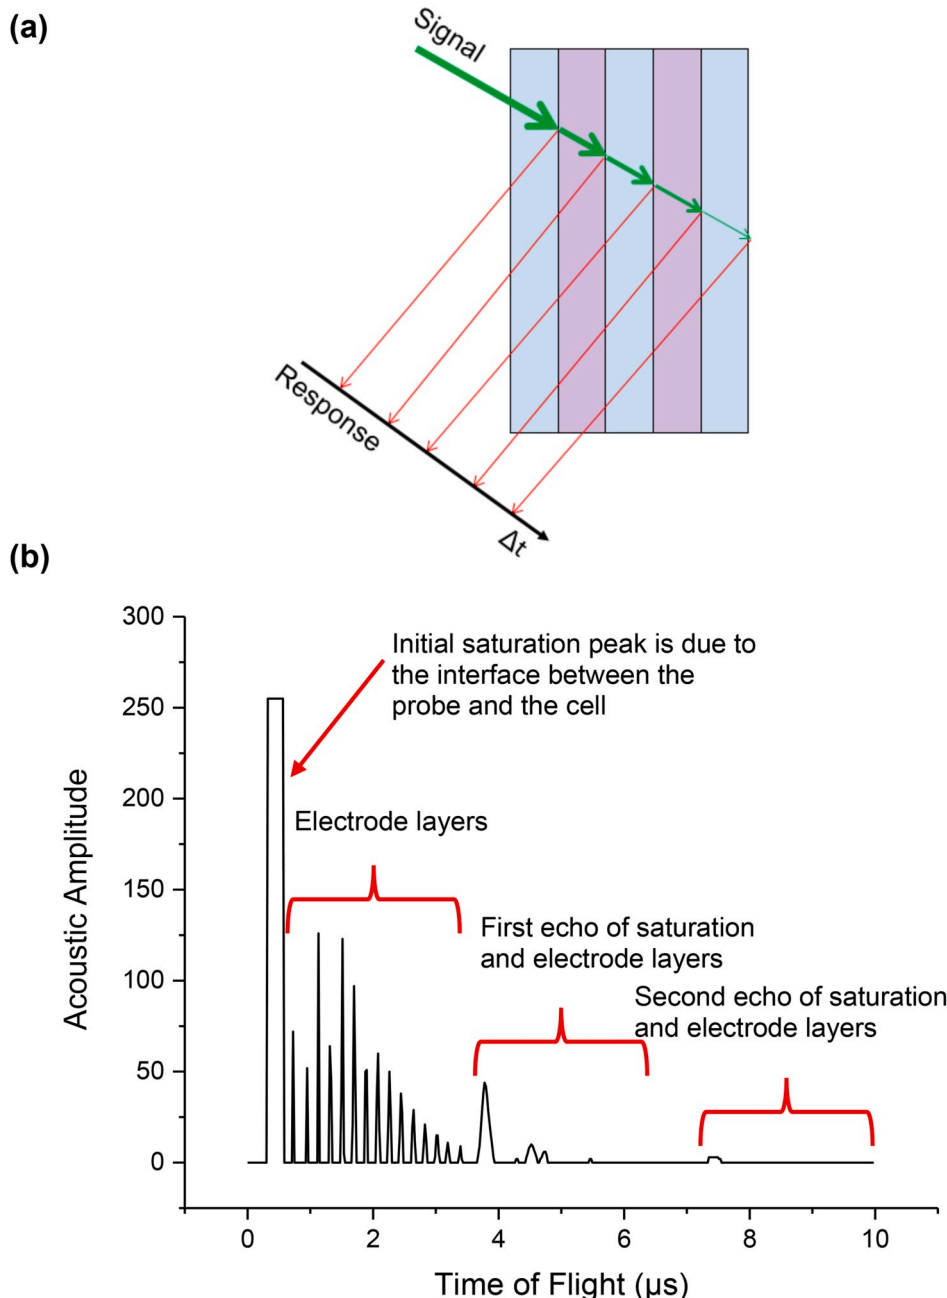 (a)
Signal
Response
Δt
(b)
300
250
200
150
100
50
0
Acoustic Amplitude
Initial saturation peak is due to
the interface between the
probe and the cell
Electrode layers
First echo of saturation
and electrode layers
Second echo of saturation
and electrode layers
0 2 4 6 8 10
Time of Flight (µs)